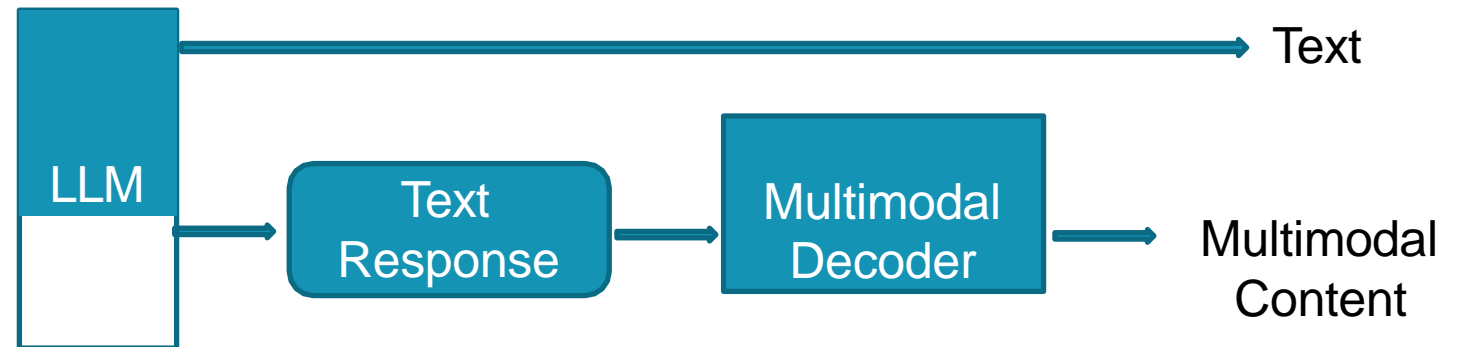 Text
LLM
Text
Response
Multimodal
Decoder
Multimodal
Content